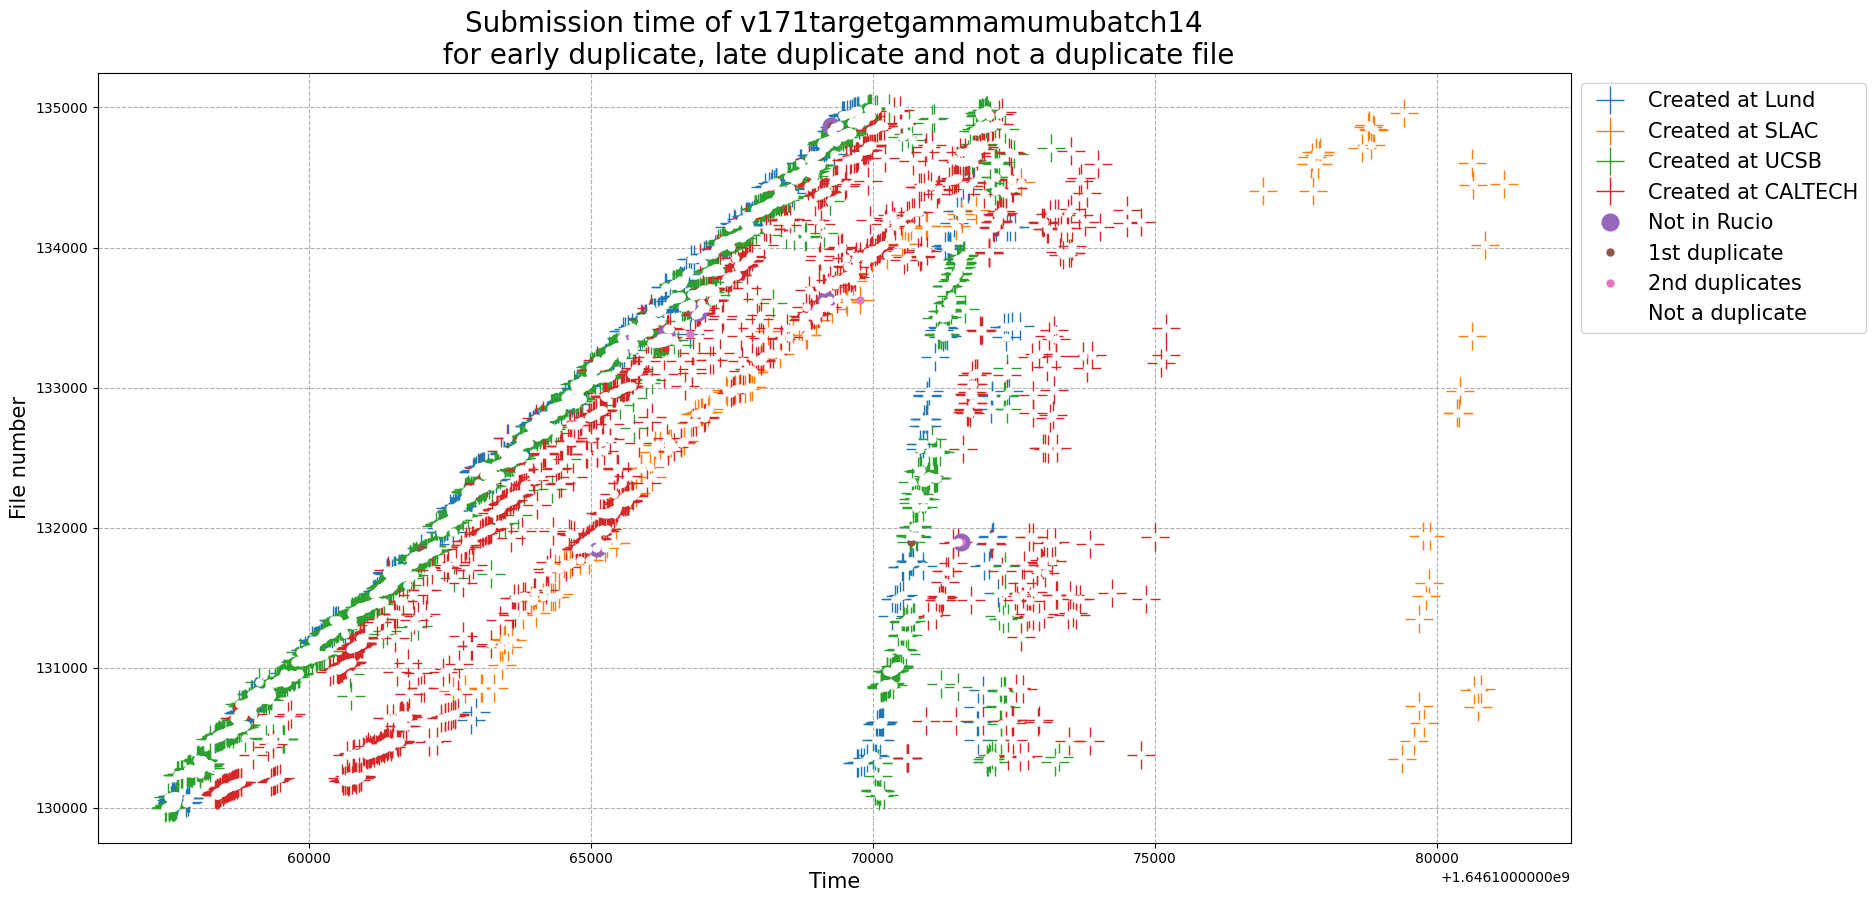 Submission time of v171targetgammamumubatch14
for early duplicate, late duplicate and not a duplicate file
Created at Lund
Created at SLAC
Created at UCSB
Created at CALTECH
Not in Rucio
1st duplicate
2nd duplicates
Not a duplicate
File number
135000
134000
133000
132000
131000
130000
60000
65000
70000
75000
80000
+1.6461000000e9
Time